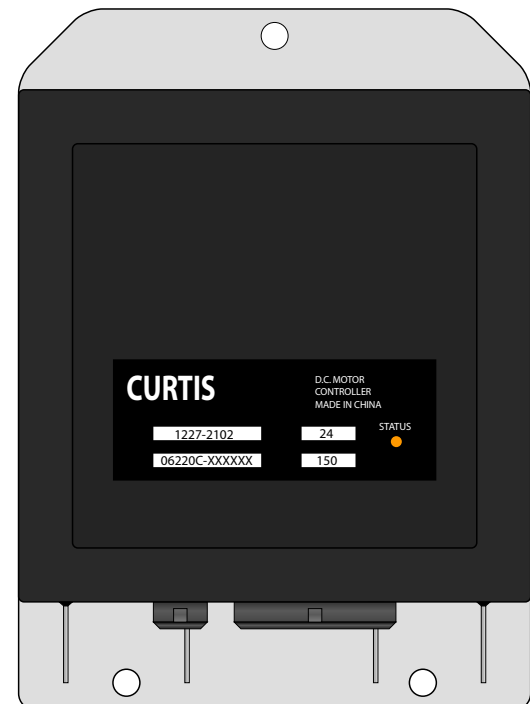 CURTIS
D.C. MOTOR
CONTROLLER
MADE IN CHINA
STATUS
1227-2102 24
06220C-XXXXXX 150